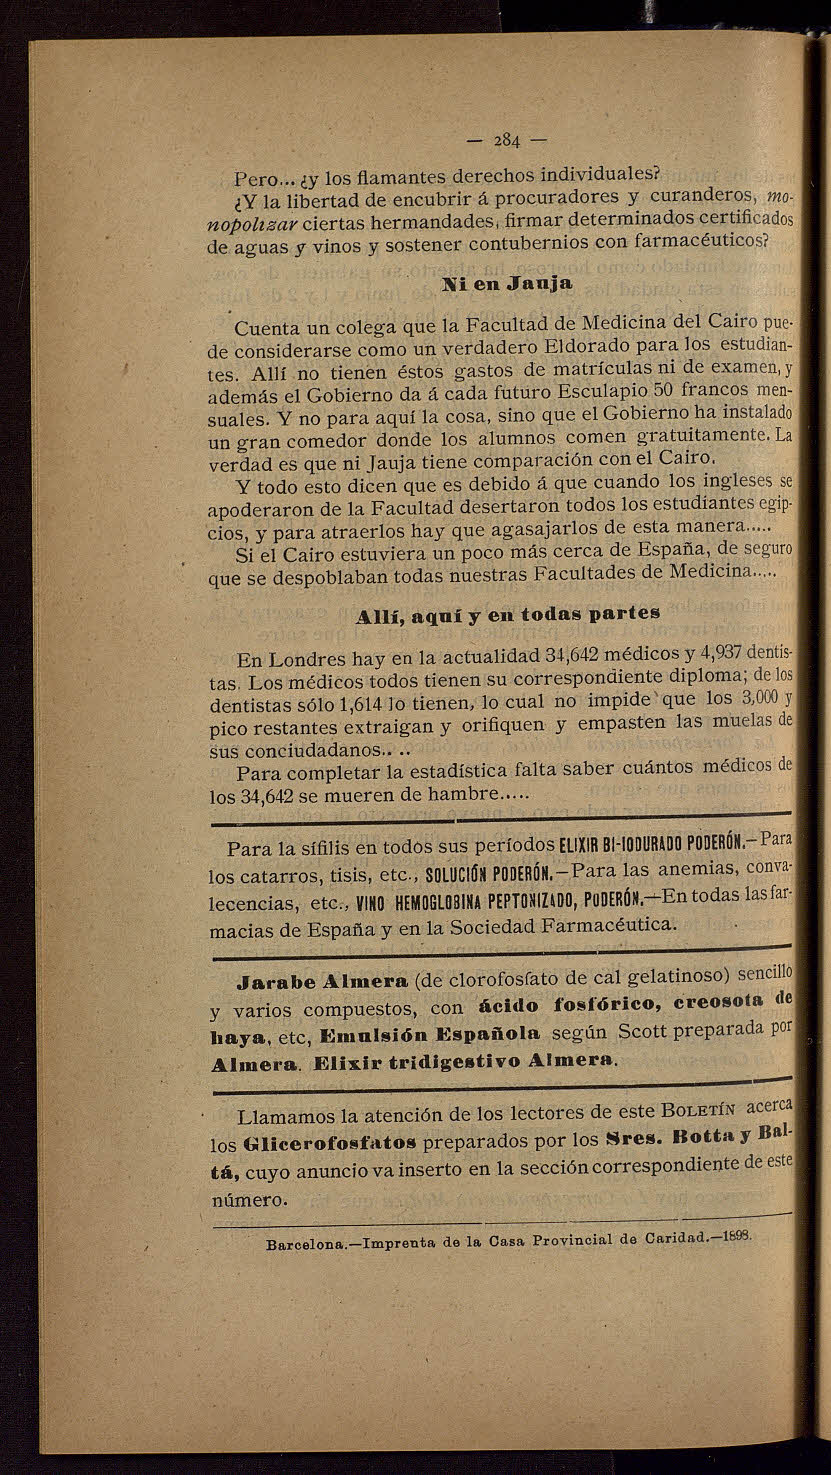 — 284 —
Pero... ¿y los flamantes derechos individuales?
¿Y la libertad de encubrir á procuradores y curanderos, mo-
nopolizar ciertas hermandades, firmar determinados certificados
de aguas y vinos y sostener contubernios con farmacéuticos?
Ni en Jauja
Cuenta un colega que la Facultad de Medicina del Cairo pue-
de considerarse como un verdadero Eldorado para los estudian-
tes. Allí no tienen éstos gastos de matrículas ni de examen, y
además el Gobierno da á cada futuro Esculapio 50 francos men-
suales. Y no para aquí la cosa, sino que el Gobierno ha instalado
un gran comedor donde los alumnos comen gratuitamente. La
verdad es que ni Jauja tiene comparación con el Cairo.
Y todo esto dicen que es debido á que cuando los ingleses se
apoderaron de la Facultad desertaron todos los estudiantes egip-
cios, y para atraerlos hay que agasajarlos de esta manera.....
Si el Cairo estuviera un poco más cerca de España, de seguro
que se despoblaban todas nuestras Facultades de Medicina.....
Allí, aquí y en todas partes
En Londres hay en la actualidad 34,642 médicos y 4,937 dentis-
tas. Los médicos todos tienen su correspondiente diploma; de los
dentistas sólo 1,614 lo tienen, lo cual no impide que los 3,000 y
pico restantes extraigan y orifiquen y empasten las muelas de
sus conciudadanos.. ..
Para completar la estadística falta saber cuántos médicos de
los 34,642 se mueren de hambre.....
Para la sífilis en todos sus períodos ELIXIR BI-IODURADO PODERÓN.—Para
los catarros, tisis, etc., SOLUCIÓN PODERÓN.—Para las anemias, conva-
lecencias, etc., VINO HEMOGLOBINA PEPTONIZADO, PODERÓN.—En todas las far-
macias de España y en la Sociedad Farmacéutica.
Jarabe Almera (de clorofosfato de cal gelatinoso) sencillo
y varios compuestos, con ácido fosfórico, creosota de
haya, etc, Emulsión Española según Scott preparada por
Almera. Elixir tridigestivo Almera.
Llamamos la atención de los lectores de este BOLETÍN acerca
los Glicerofosfatos preparados por los Sres. Botta y Bal-
tá, cuyo anuncio va inserto en la sección correspondiente de este
número.
Barcelona.—Imprenta de la Casa Provincial de Caridad.—1898.